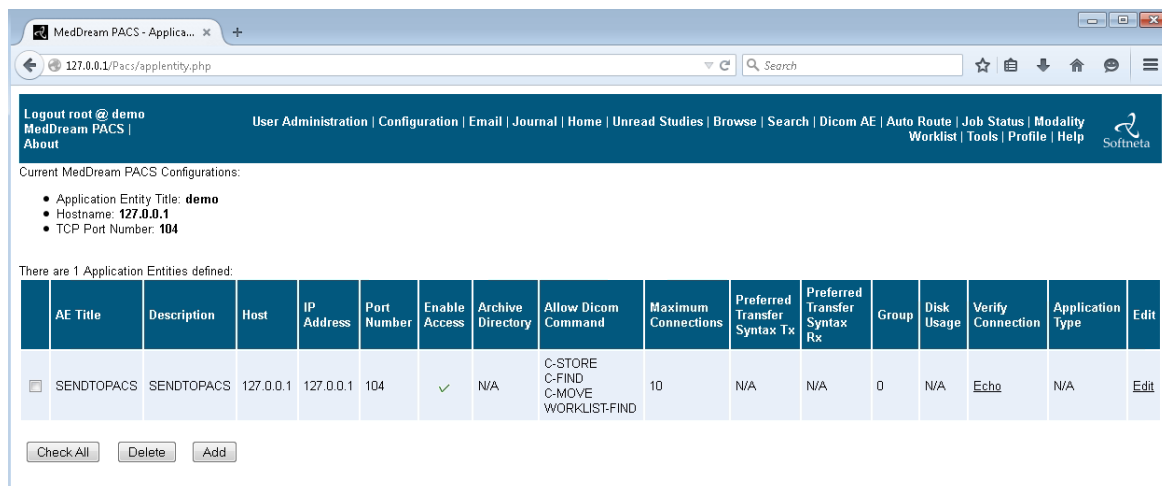 MedDream PACS - Applica... × +
127.0.0.1/Pacs/applentity.php
Search
Logout root @ demo
MedDream PACS |
About
User Administration | Configuration | Email | Journal | Home | Unread Studies | Browse | Search | Dicom AE | Auto Route | Job Status | Modality
Worklist | Tools | Profile | Help
Softneta
Current MedDream PACS Configurations:
• Application Entity Title: demo
• Hostname: 127.0.0.1
• TCP Port Number: 104
There are 1 Application Entities defined:
AE Title Description Host IP Address Port Number Enable Access Archive Directory Allow Dicom Command Maximum Connections Preferred Transfer Syntax Tx Preferred Transfer Syntax Rx Group Disk Usage Verify Connection Application Type Edit
SENDTOPACS SENDTOPACS 127.0.0.1 127.0.0.1 104 N/A C-STORE C-FIND C-MOVE WORKLIST-FIND 10 N/A N/A 0 N/A Echo N/A Edit
Check All Delete Add